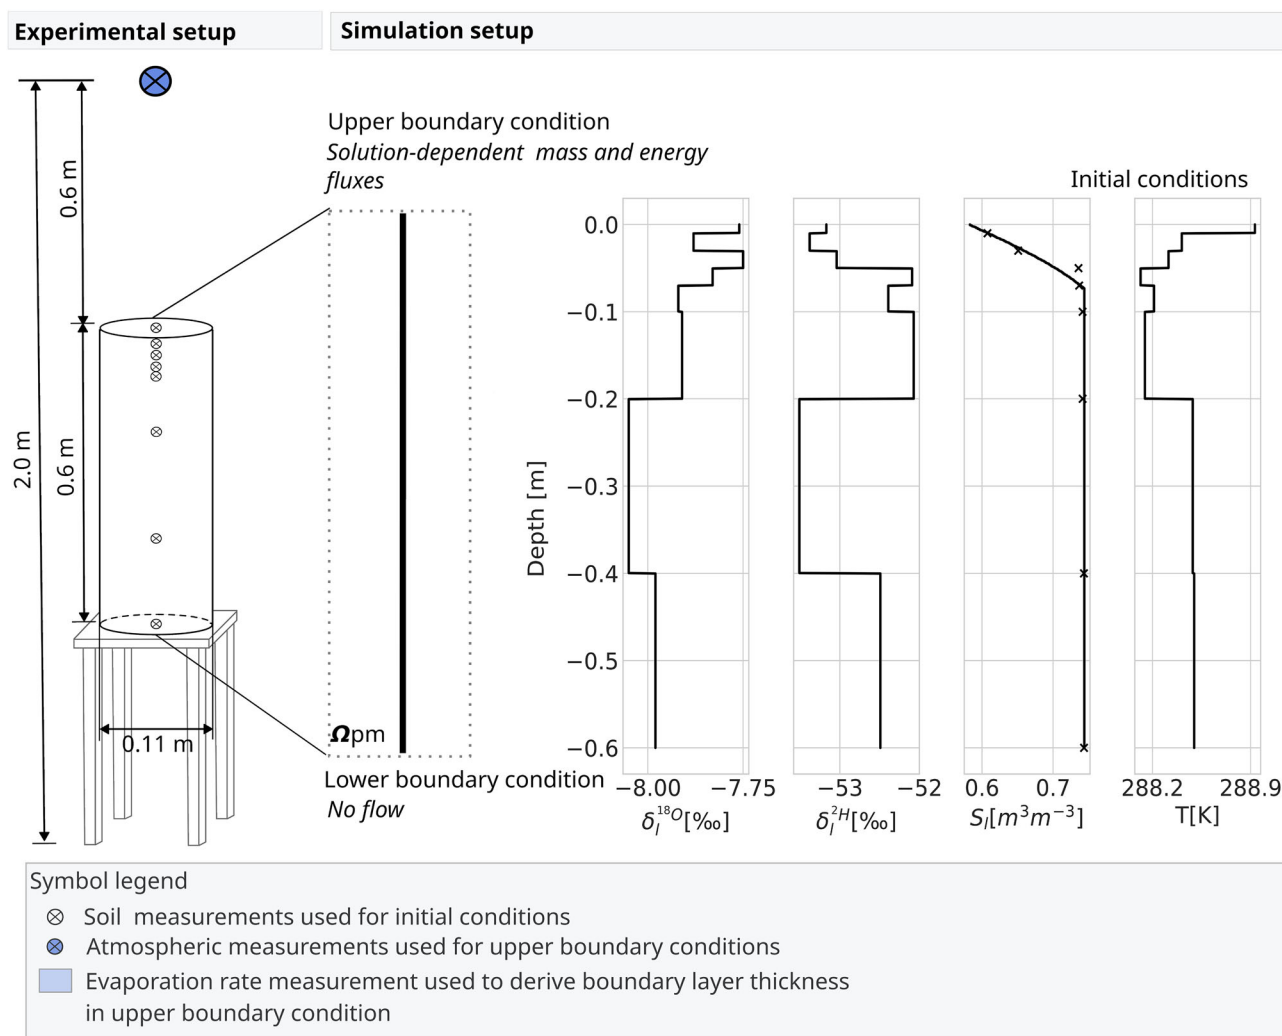 Experimental setup
Simulation setup
0.6 m
2.0 m
0.6 m
0.11 m
Upper boundary condition
Solution-dependent mass and energy
fluxes
Ωpm
Lower boundary condition
No flow
Initial conditions
Depth [m]
0.0
−0.1
−0.2
−0.3
−0.4
−0.5
−0.6
−8.00 −7.75
δₗ¹⁸ᴼ[‰]
−53 −52
δₗ²ᴴ[‰]
0.6 0.7
Sₗ[m³m⁻³]
288.2 288.9
T[K]
Symbol legend
Soil measurements used for initial conditions
Atmospheric measurements used for upper boundary conditions
Evaporation rate measurement used to derive boundary layer thickness
in upper boundary condition